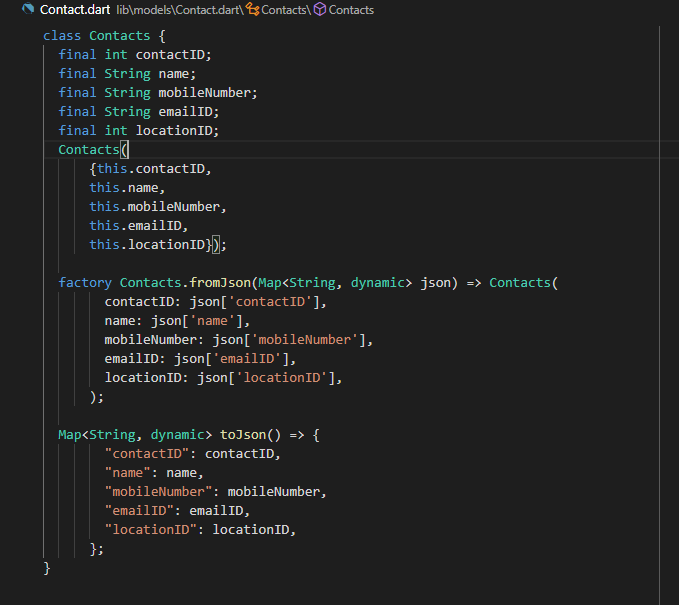 Contact.dart lib\models\Contact.dart\Contacts\Contacts
class Contacts {
final int contactID;
final String name;
final String mobileNumber;
final String emailID;
final int locationID;
Contacts(
{this.contactID,
this.name,
this.mobileNumber,
this.emailID,
this.locationID});
factory Contacts.fromJson(Map<String, dynamic> json) => Contacts(
contactID: json['contactID'],
name: json['name'],
mobileNumber: json['mobileNumber'],
emailID: json['emailID'],
locationID: json['locationID'],
);
Map<String, dynamic> toJson() => {
"contactID": contactID,
"name": name,
"mobileNumber": mobileNumber,
"emailID": emailID,
"locationID": locationID,
};
}